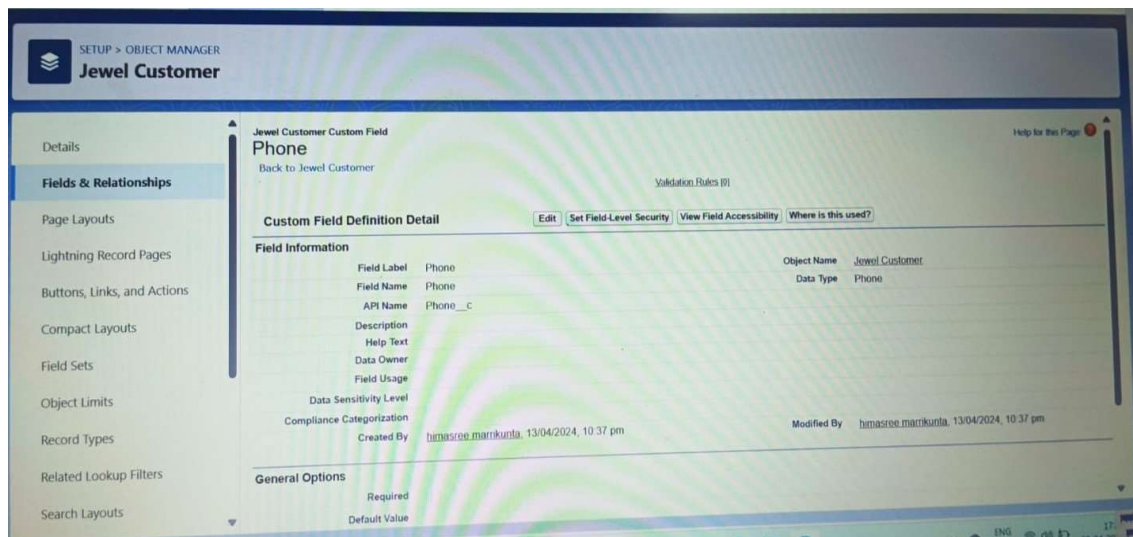 SETUP > OBJECT MANAGER
Jewel Customer
Details
Fields & Relationships
Page Layouts
Lightning Record Pages
Buttons, Links, and Actions
Compact Layouts
Field Sets
Object Limits
Record Types
Related Lookup Filters
Search Layouts
Jewel Customer Custom Field
Phone
Back to Jewel Customer
Help for this Page ?
Validation Rules [0]
Custom Field Definition Detail Edit Set Field-Level Security View Field Accessibility Where is this used?
Field Information
Field Label Phone Object Name Jewel Customer
Field Name Phone Data Type Phone
API Name Phone__c
Description
Help Text
Data Owner
Field Usage
Data Sensitivity Level
Compliance Categorization
Created By himasree marrikunta, 13/04/2024, 10:37 pm Modified By himasree marrikunta, 13/04/2024, 10:37 pm
General Options
Required
Default Value
ENG